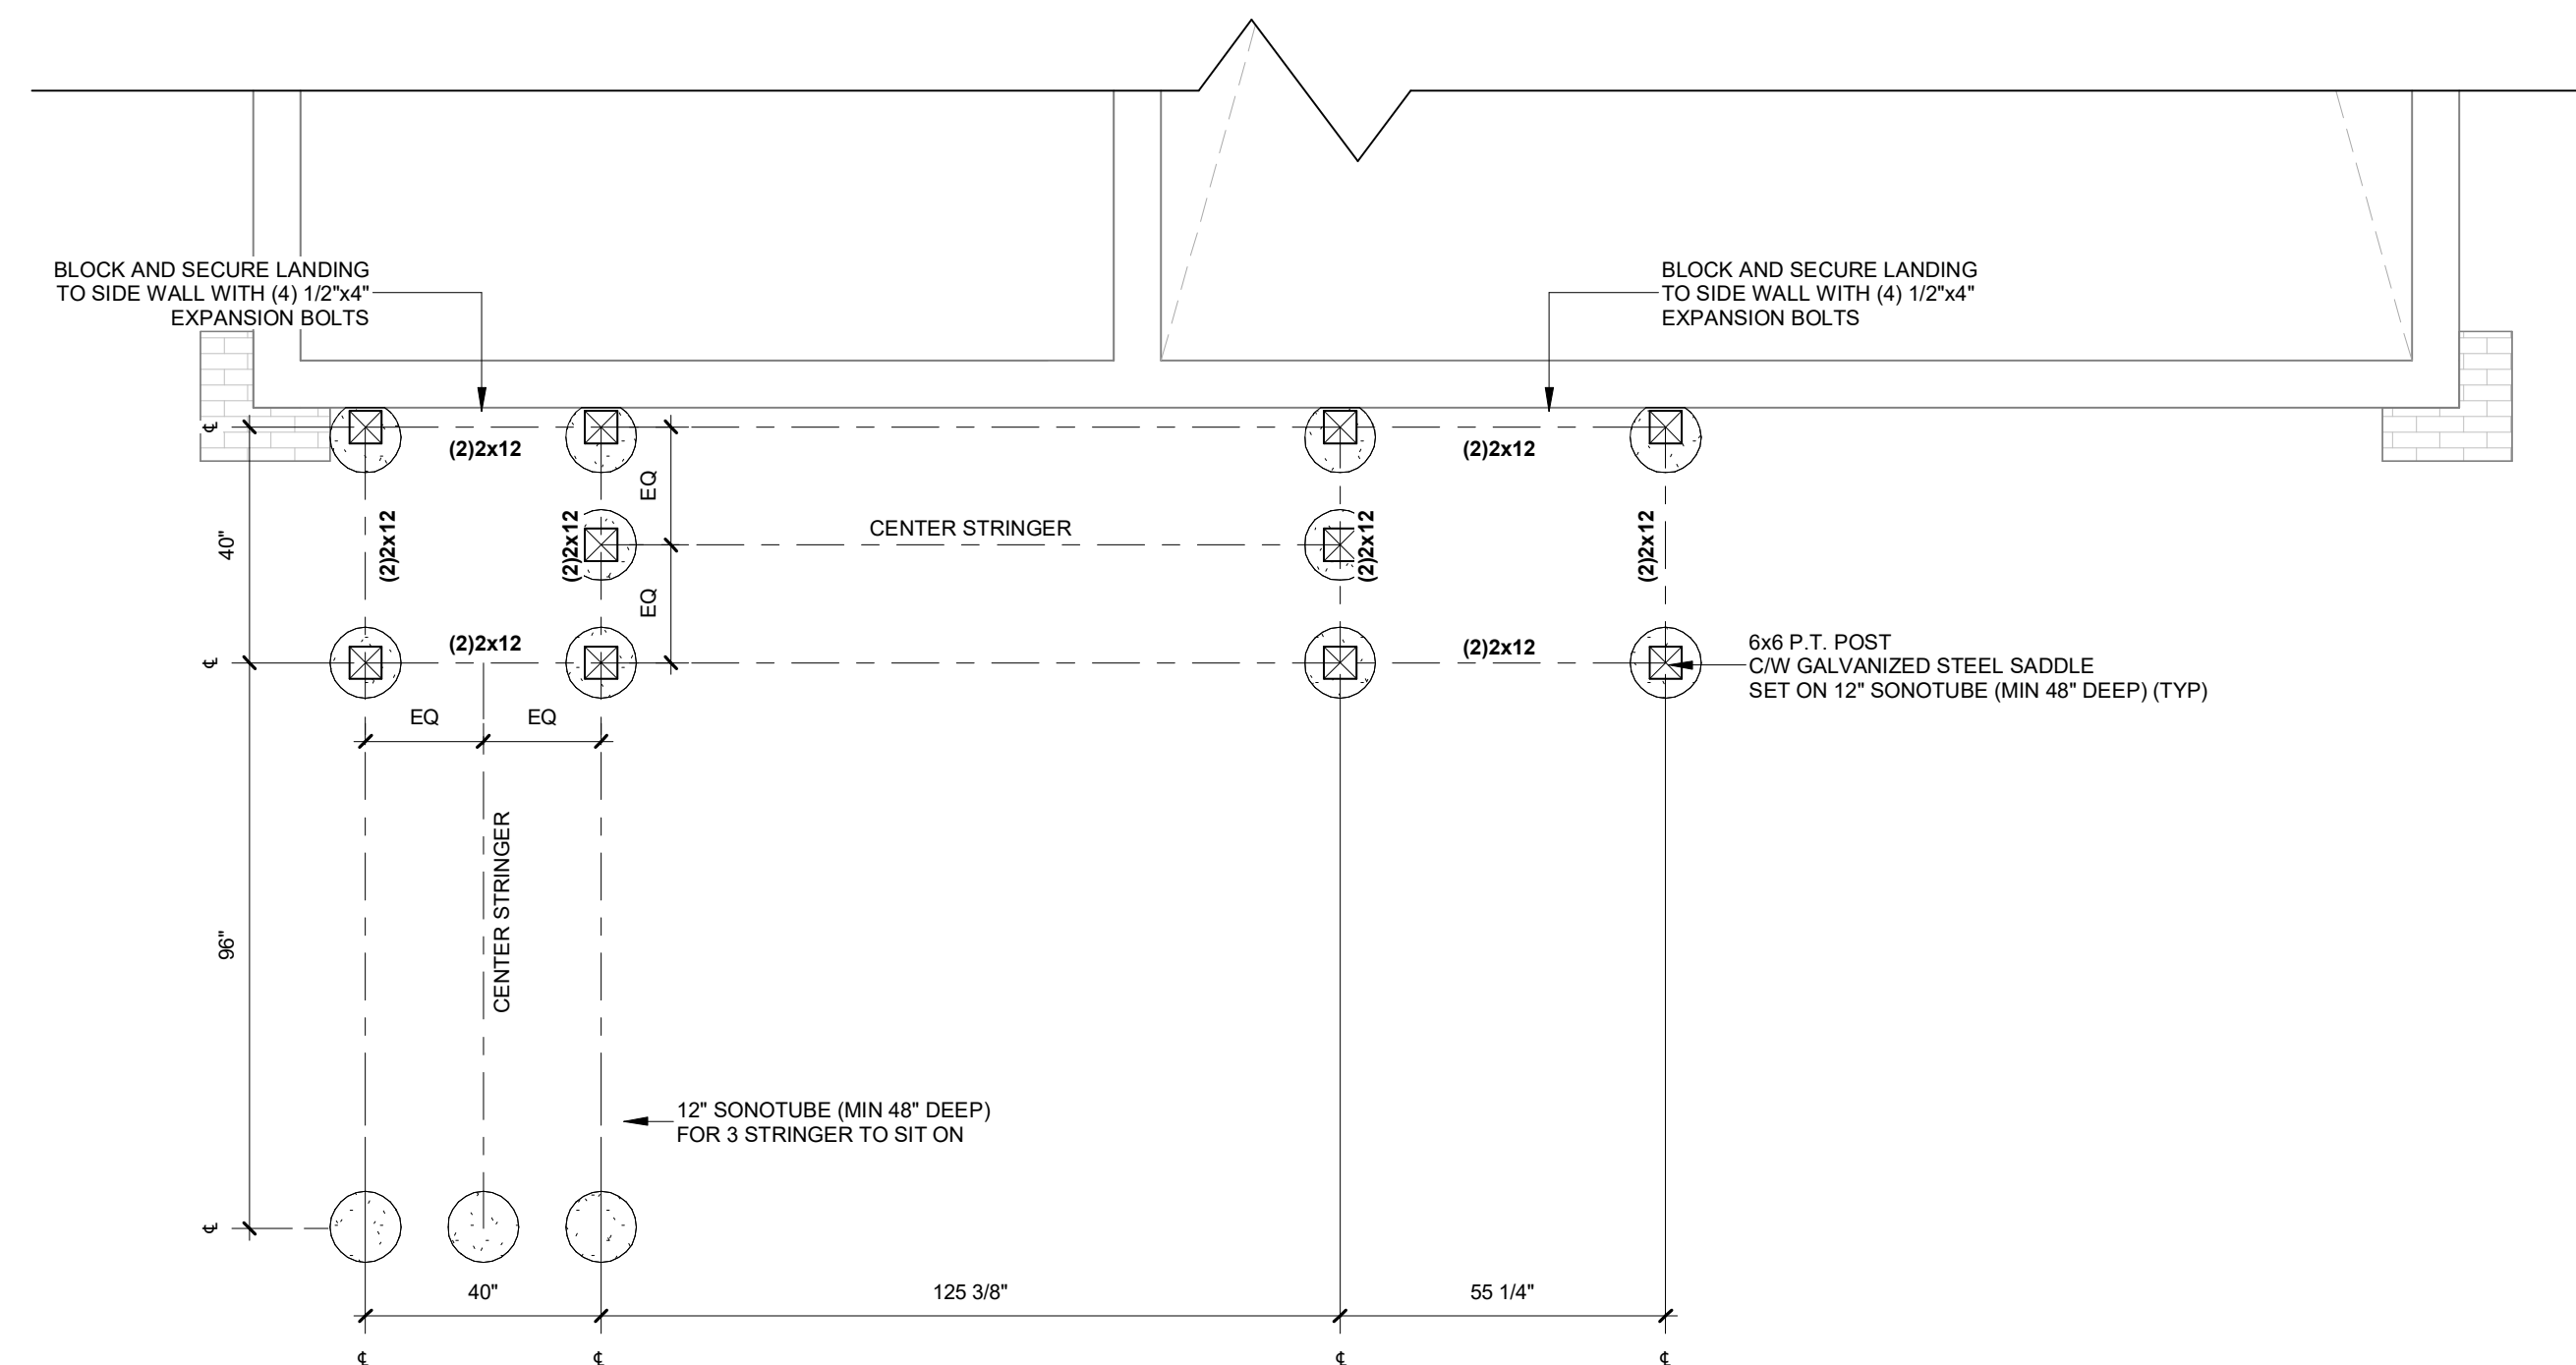 BLOCK AND SECURE LANDING
TO SIDE WALL WITH (4) 1/2"x4"
EXPANSION BOLTS
BLOCK AND SECURE LANDING
TO SIDE WALL WITH (4) 1/2"x4"
EXPANSION BOLTS
℄
(2)2x12
(2)2x12
EQ
40"
(2)2x12
(2)2x12
CENTER STRINGER
(2)2x12
(2)2x12
EQ
℄
(2)2x12
(2)2x12
6x6 P.T. POST
C/W GALVANIZED STEEL SADDLE
SET ON 12" SONOTUBE (MIN 48" DEEP) (TYP)
EQ
EQ
96"
CENTER STRINGER
12" SONOTUBE (MIN 48" DEEP)
FOR 3 STRINGER TO SIT ON
℄
40"
125 3/8"
55 1/4"
℄
℄
℄
℄